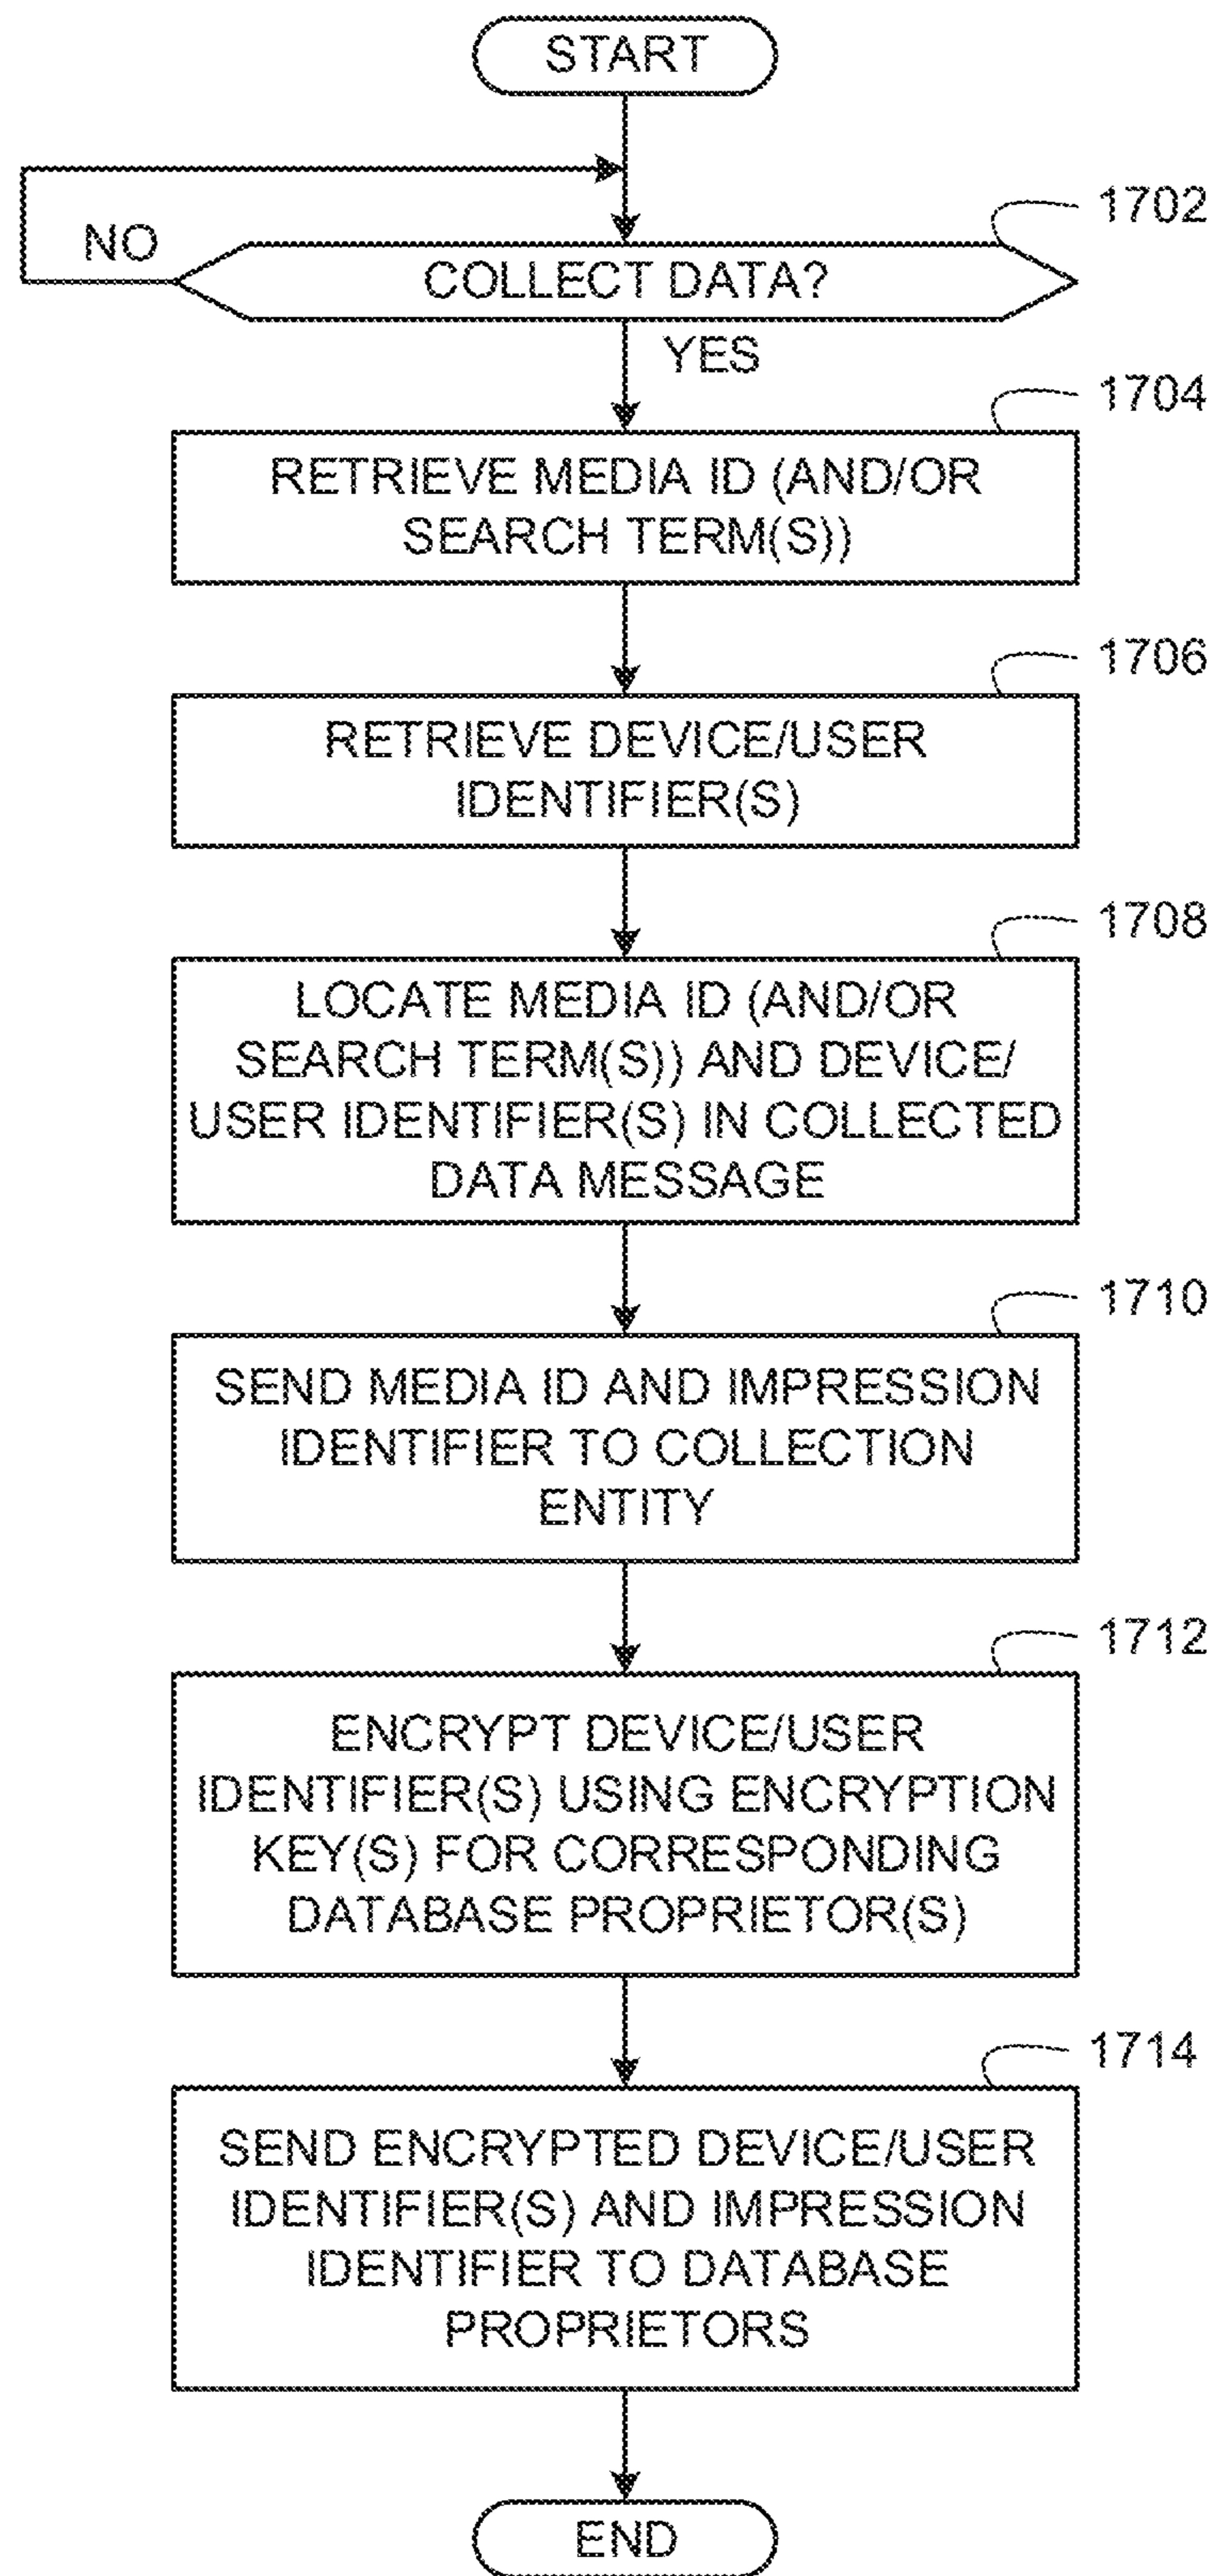 START
NO
1702
COLLECT DATA?
YES
1704
RETRIEVE MEDIA ID (AND/OR
SEARCH TERM(S))
1706
RETRIEVE DEVICE/USER
IDENTIFIER(S)
1708
LOCATE MEDIA ID (AND/OR
SEARCH TERM(S)) AND DEVICE/
USER IDENTIFIER(S) IN COLLECTED
DATA MESSAGE
1710
SEND MEDIA ID AND IMPRESSION
IDENTIFIER TO COLLECTION
ENTITY
1712
ENCRYPT DEVICE/USER
IDENTIFIER(S) USING ENCRYPTION
KEY(S) FOR CORRESPONDING
DATABASE PROPRIETOR(S)
1714
SEND ENCRYPTED DEVICE/USER
IDENTIFIER(S) AND IMPRESSION
IDENTIFIER TO DATABASE
PROPRIETORS
END